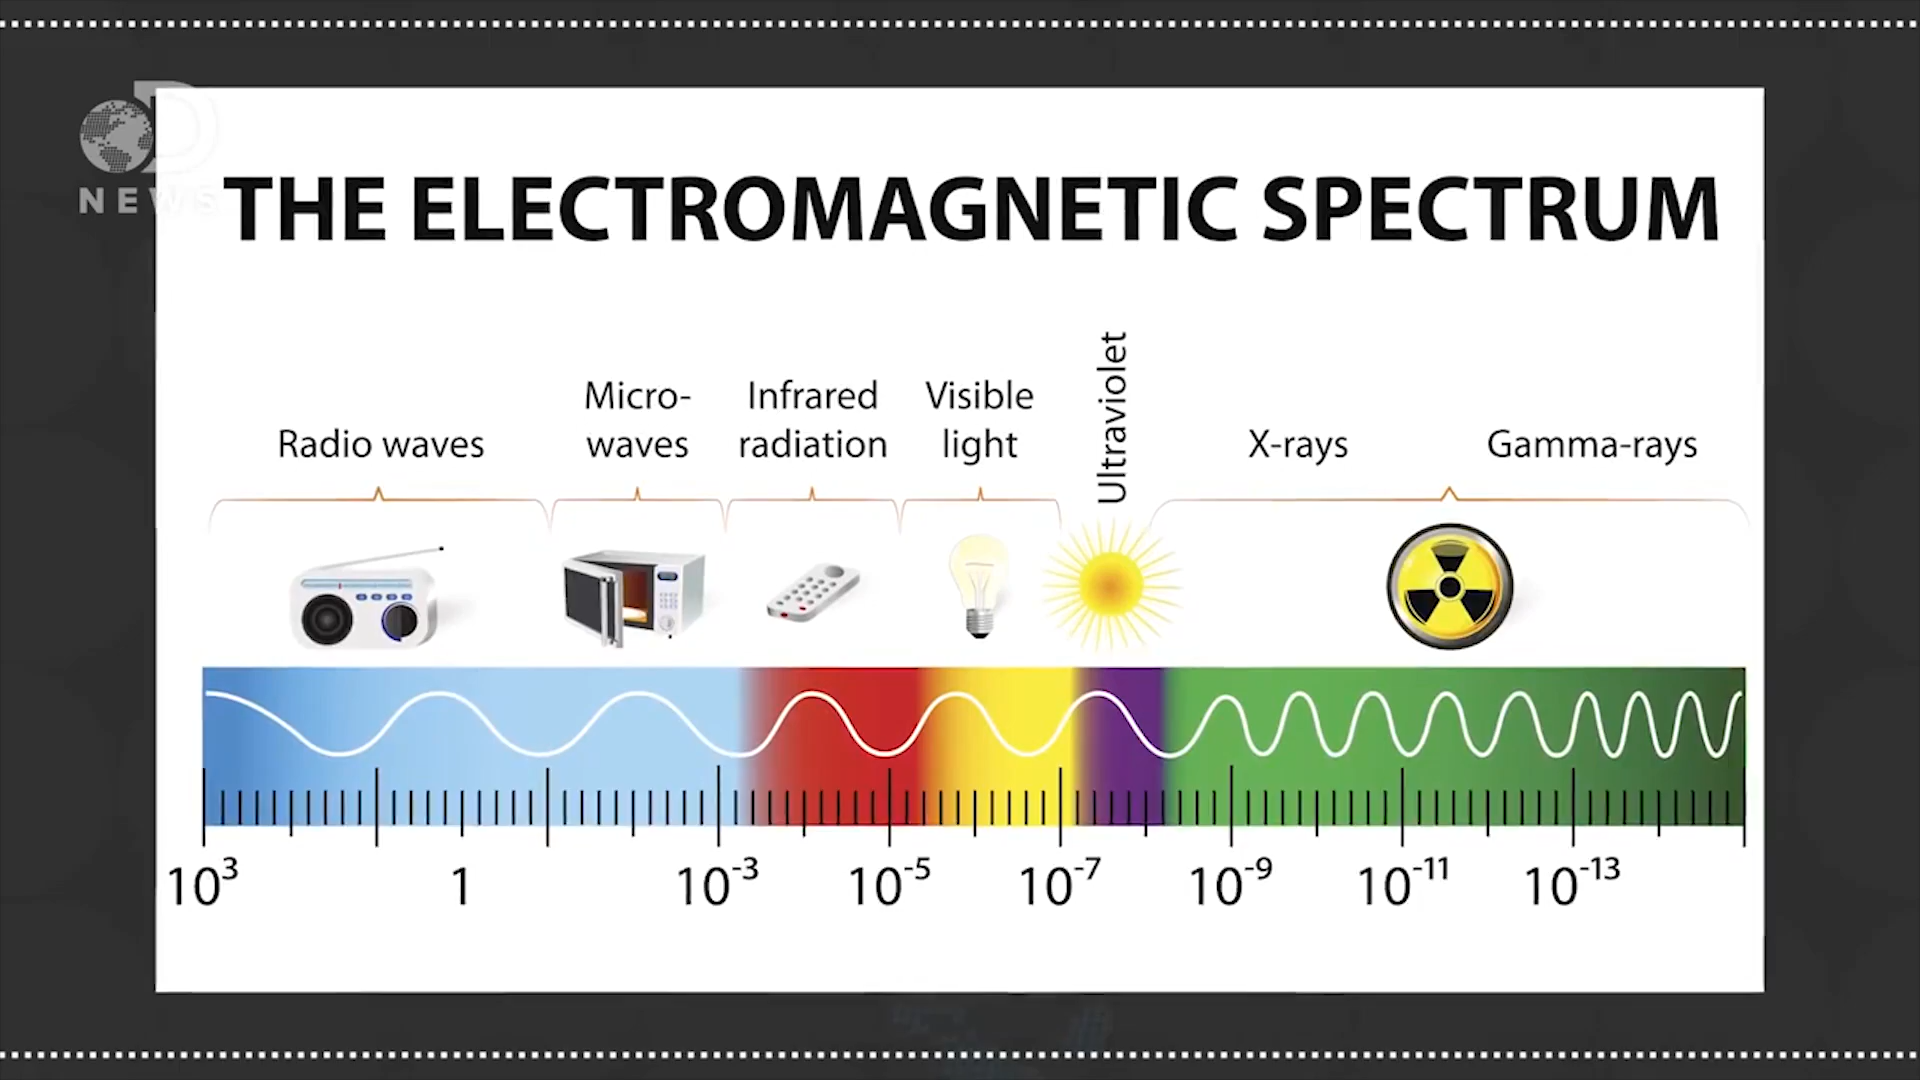 D
NEWS
THE ELECTROMAGNETIC SPECTRUM
Radio waves
Micro-
waves
Infrared
radiation
Visible
light
Ultraviolet
X-rays
Gamma-rays
10³ 1 10⁻³ 10⁻⁵ 10⁻⁷ 10⁻⁹ 10⁻¹¹ 10⁻¹³